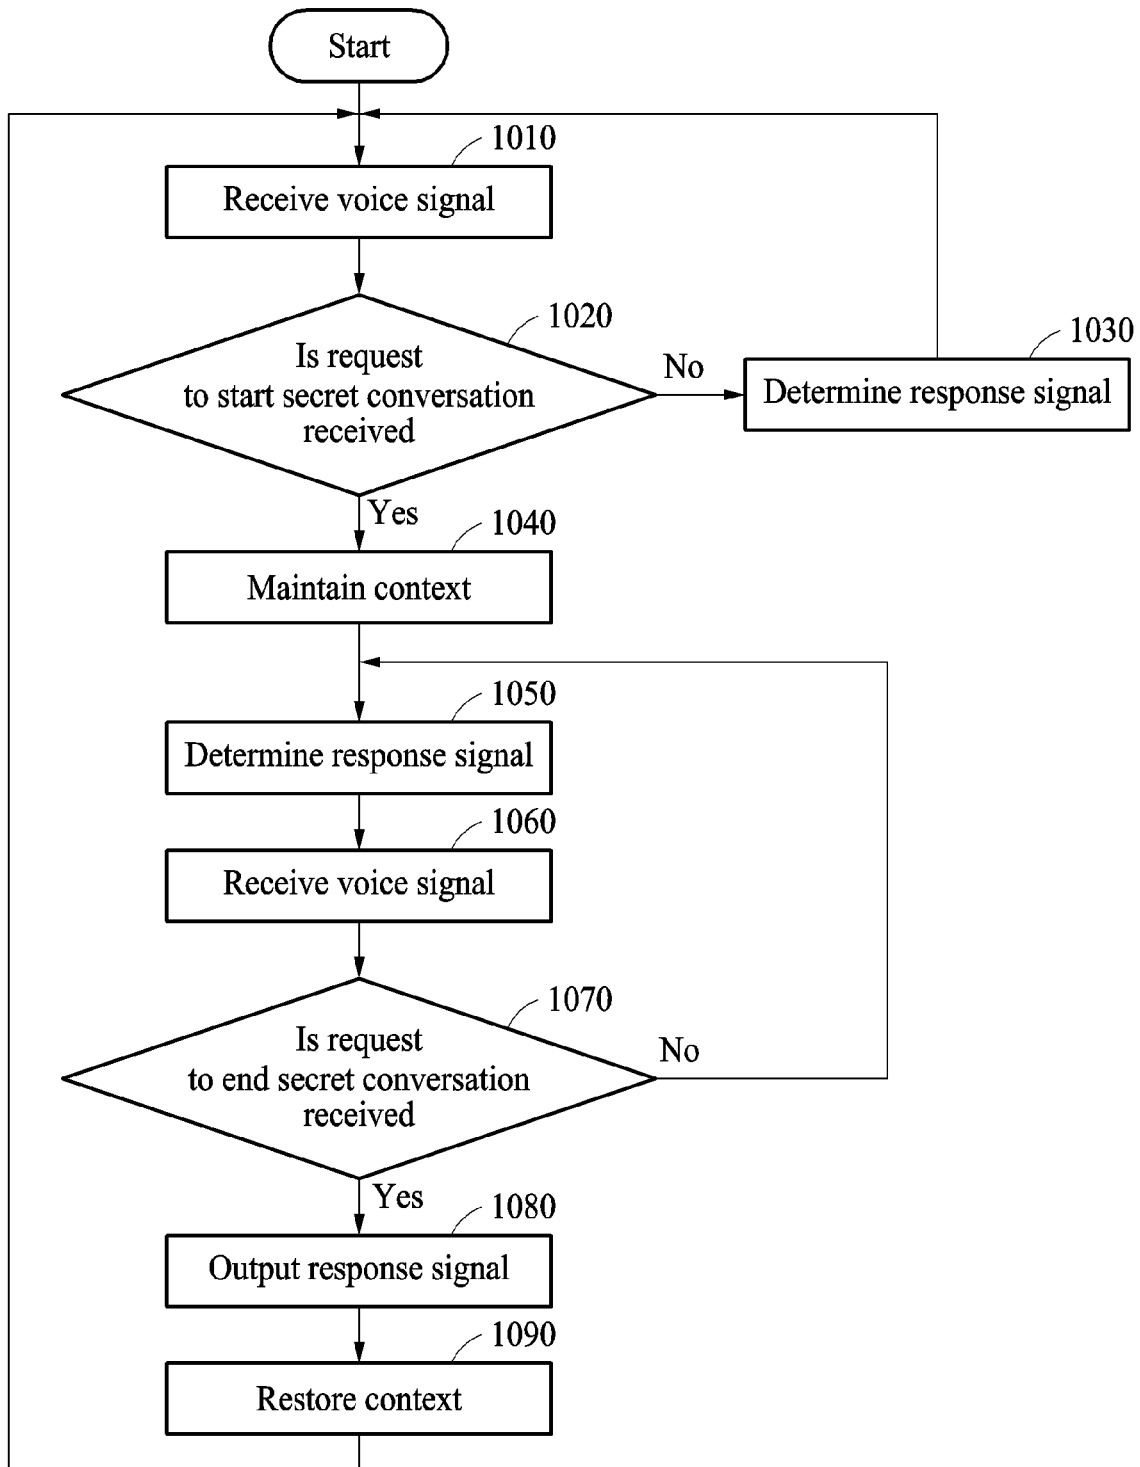 Start
1010
Receive voice signal
1020
Is request
to start secret conversation
received
No
1030
Determine response signal
Yes
1040
Maintain context
1050
Determine response signal
1060
Receive voice signal
1070
Is request
to end secret conversation
received
No
Yes
1080
Output response signal
1090
Restore context